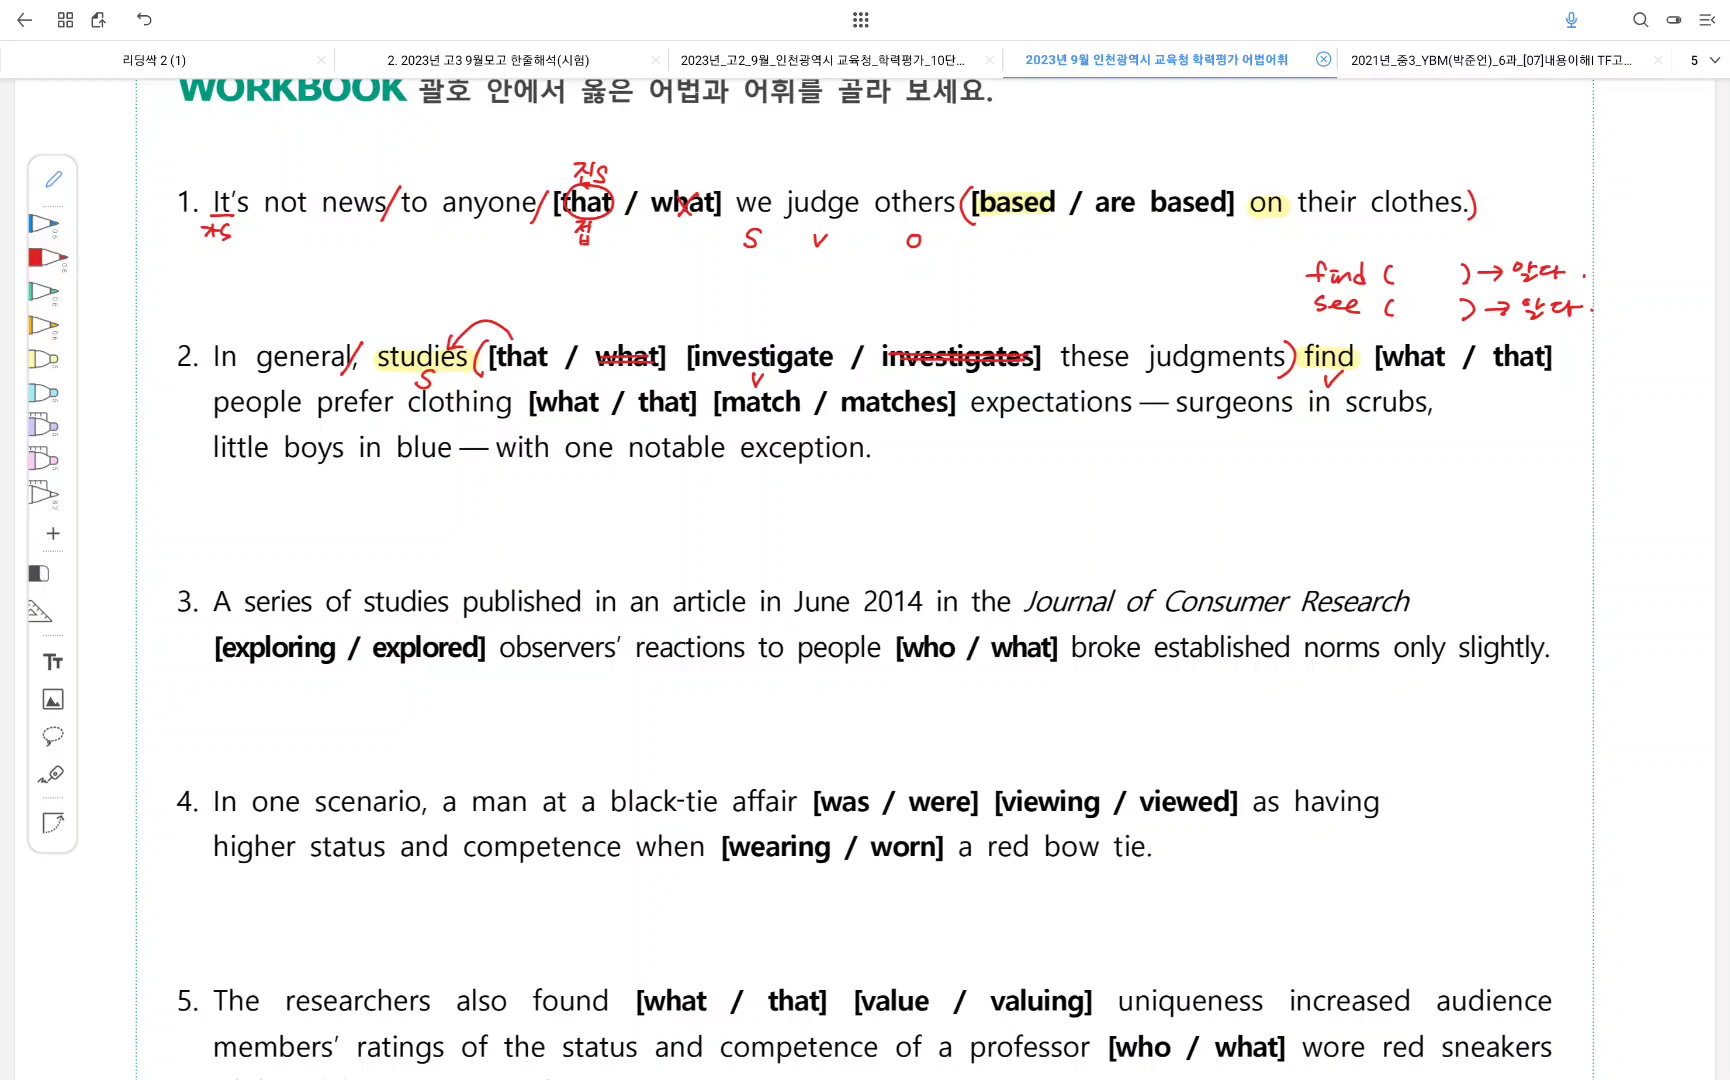 리딩싹 2 (1)
2. 2023년 고3 9월모고 한줄해석(시험)
2023년_고2_9월_인천광역시 교육청_학력평가_10단...
2023년 9월 인천광역시 교육청 학력평가 어법어휘
2021년_중3_YBM(박준언)_6과_[07]내용이해I TF고...
5
WORKBOOK 괄호 안에서 옳은 어법과 어휘를 골라 보세요.
진S
1. It's not news to anyone [that / what] we judge others [based / are based] on their clothes.
가S 접 S V O
find ( ) → 알다.
see ( ) → 알다.
2. In general, studies [that / what] [investigate / investigates] these judgments find [what / that]
S V V
people prefer clothing [what / that] [match / matches] expectations — surgeons in scrubs,
little boys in blue — with one notable exception.
3. A series of studies published in an article in June 2014 in the Journal of Consumer Research
[exploring / explored] observers' reactions to people [who / what] broke established norms only slightly.
4. In one scenario, a man at a black-tie affair [was / were] [viewing / viewed] as having
higher status and competence when [wearing / worn] a red bow tie.
5. The researchers also found [what / that] [value / valuing] uniqueness increased audience
members' ratings of the status and competence of a professor [who / what] wore red sneakers